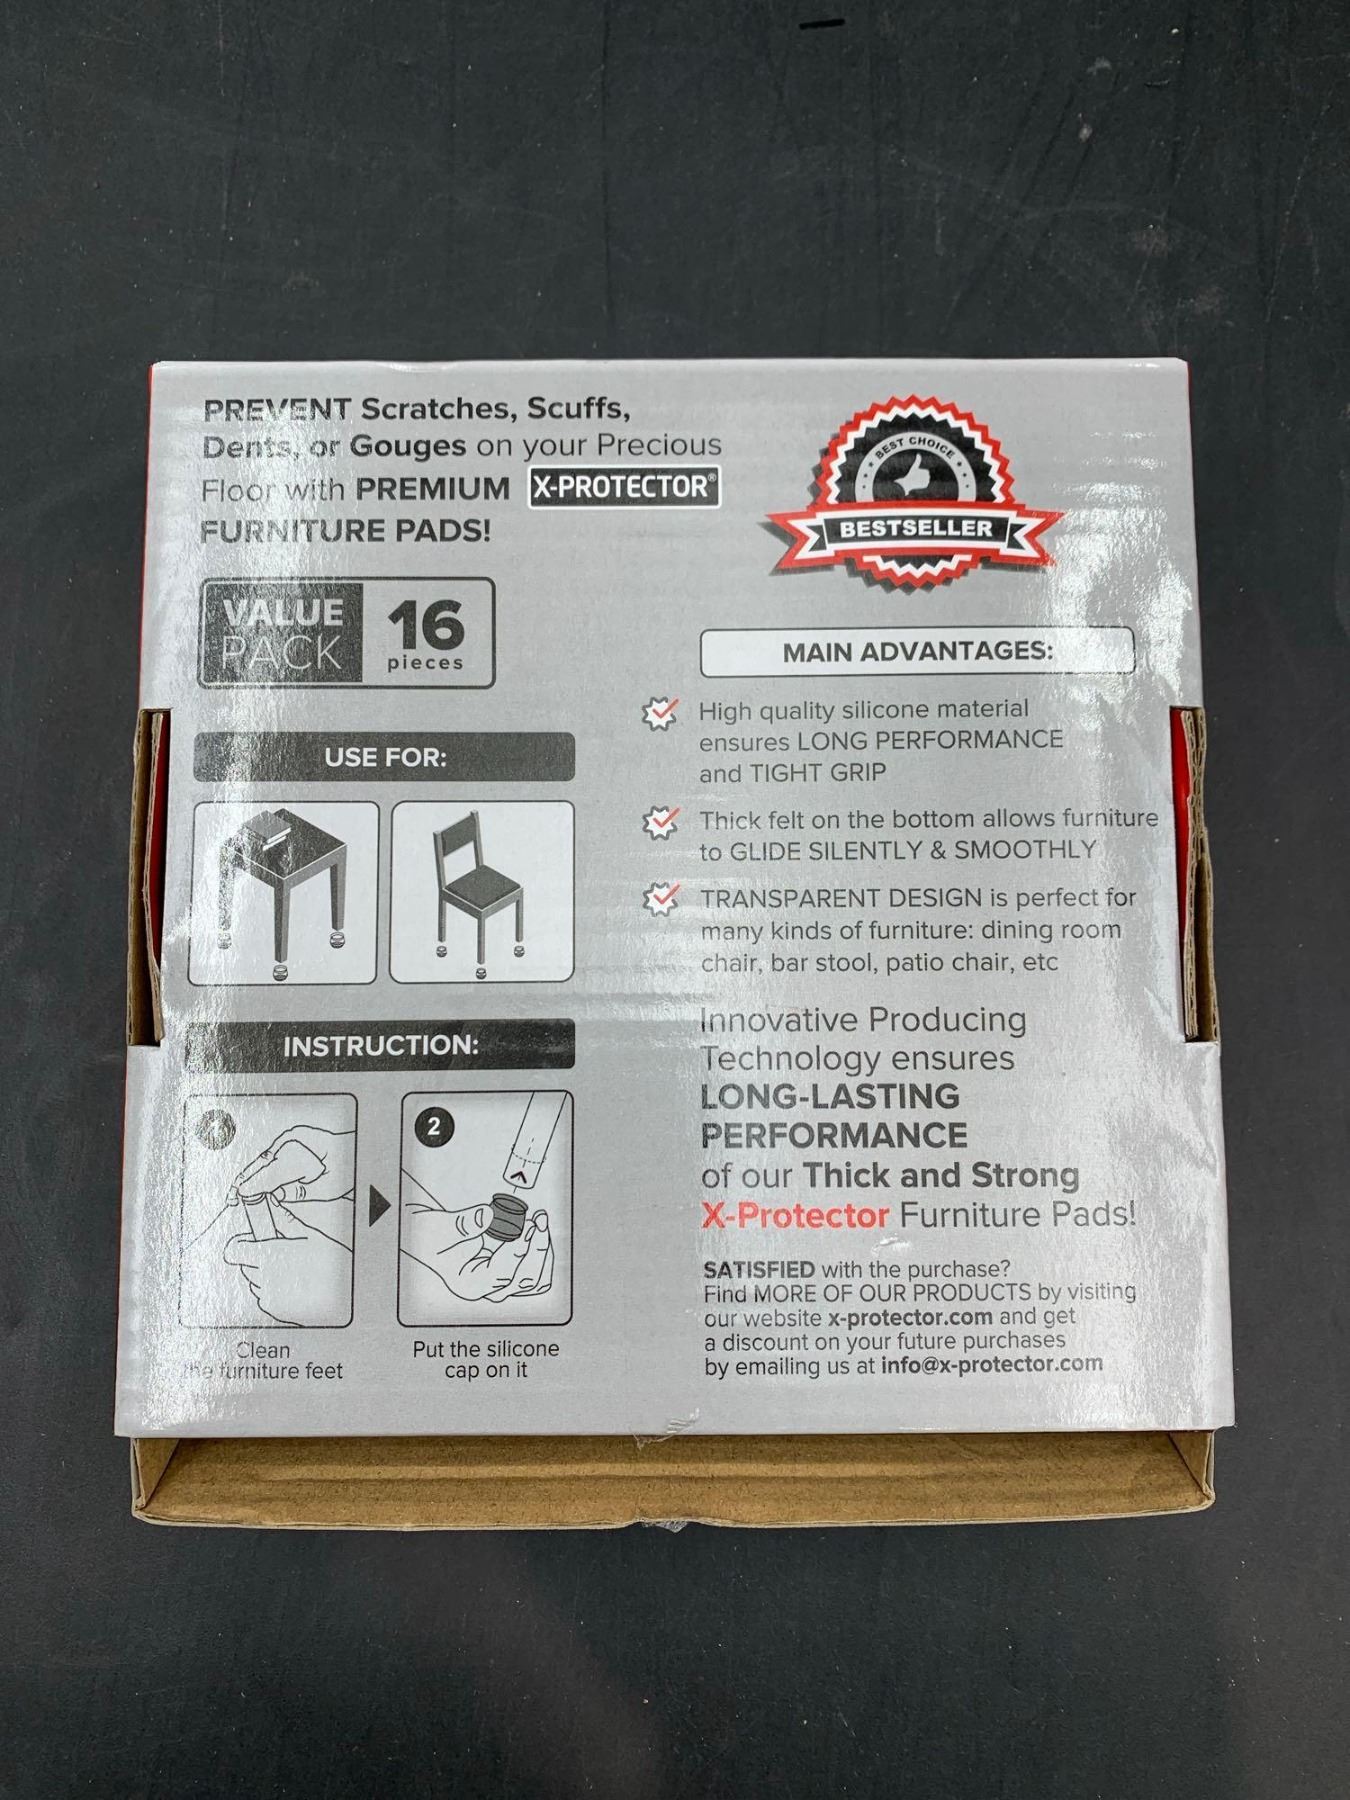 PREVENT Scratches, Scuffs,
Dents, or Gouges on your Precious
Floor with PREMIUM X-PROTECTOR®
FURNITURE PADS!
BEST CHOICE
BESTSELLER
VALUE
PACK
16
pieces
USE FOR:
INSTRUCTION:
1
2
Clean
the furniture feet
Put the silicone
cap on it
MAIN ADVANTAGES:
High quality silicone material
ensures LONG PERFORMANCE
and TIGHT GRIP
Thick felt on the bottom allows furniture
to GLIDE SILENTLY & SMOOTHLY
TRANSPARENT DESIGN is perfect for
many kinds of furniture: dining room
chair, bar stool, patio chair, etc
Innovative Producing
Technology ensures
LONG-LASTING
PERFORMANCE
of our Thick and Strong
X-Protector Furniture Pads!
SATISFIED with the purchase?
Find MORE OF OUR PRODUCTS by visiting
our website x-protector.com and get
a discount on your future purchases
by emailing us at info@x-protector.com